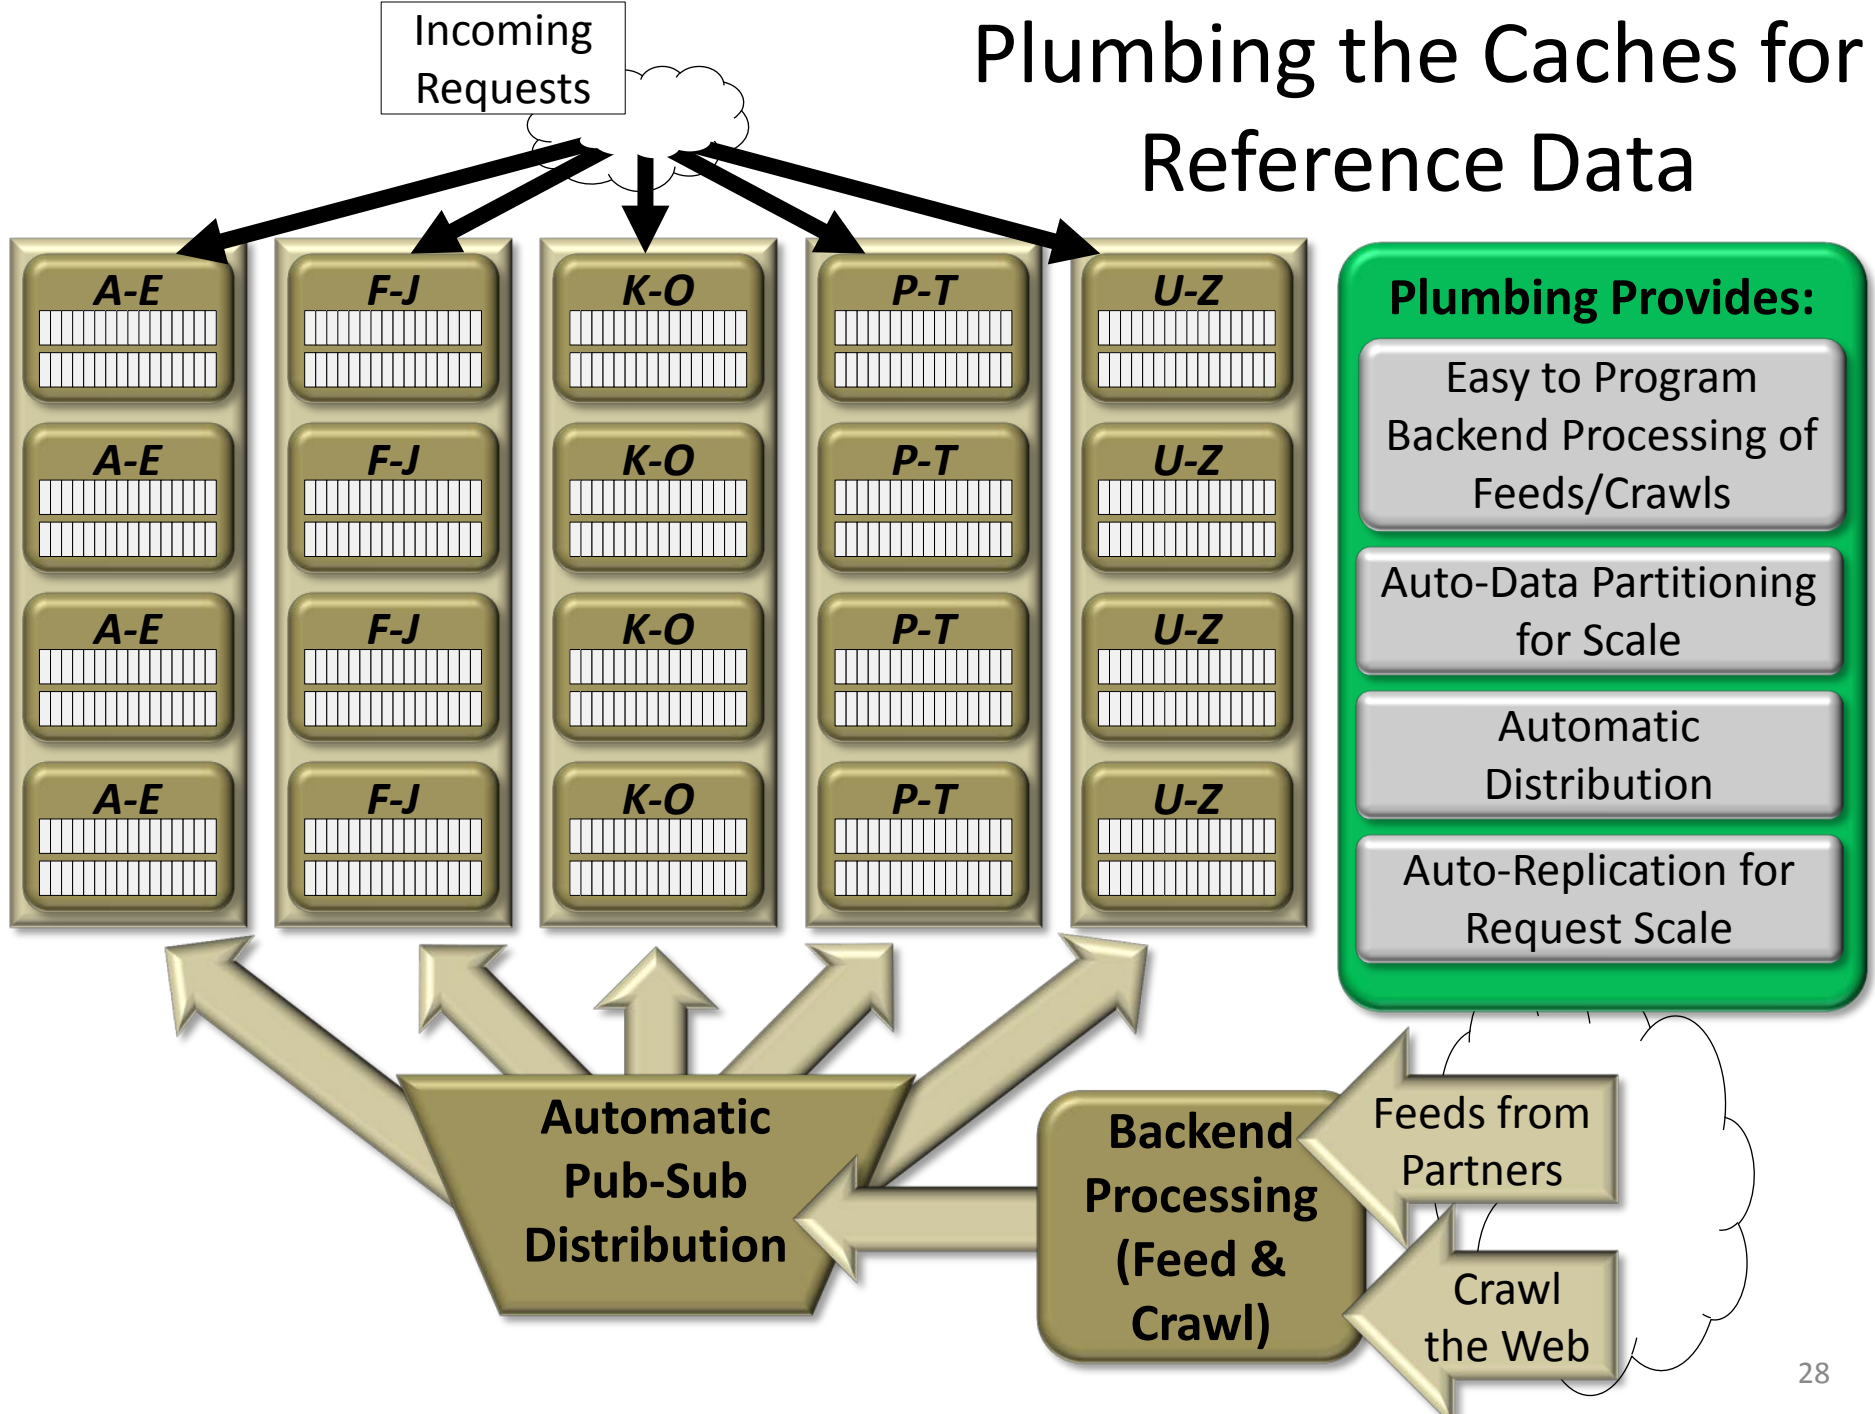 Incoming
Requests
Plumbing the Caches for
Reference Data
A-E
F-J
K-O
P-T
U-Z
A-E
F-J
K-O
P-T
U-Z
A-E
F-J
K-O
P-T
U-Z
A-E
F-J
K-O
P-T
U-Z
Plumbing Provides:
Easy to Program
Backend Processing of
Feeds/Crawls
Auto-Data Partitioning
for Scale
Automatic
Distribution
Auto-Replication for
Request Scale
Automatic
Pub-Sub
Distribution
Backend
Processing
(Feed &
Crawl)
Feeds from
Partners
Crawl
the Web
28